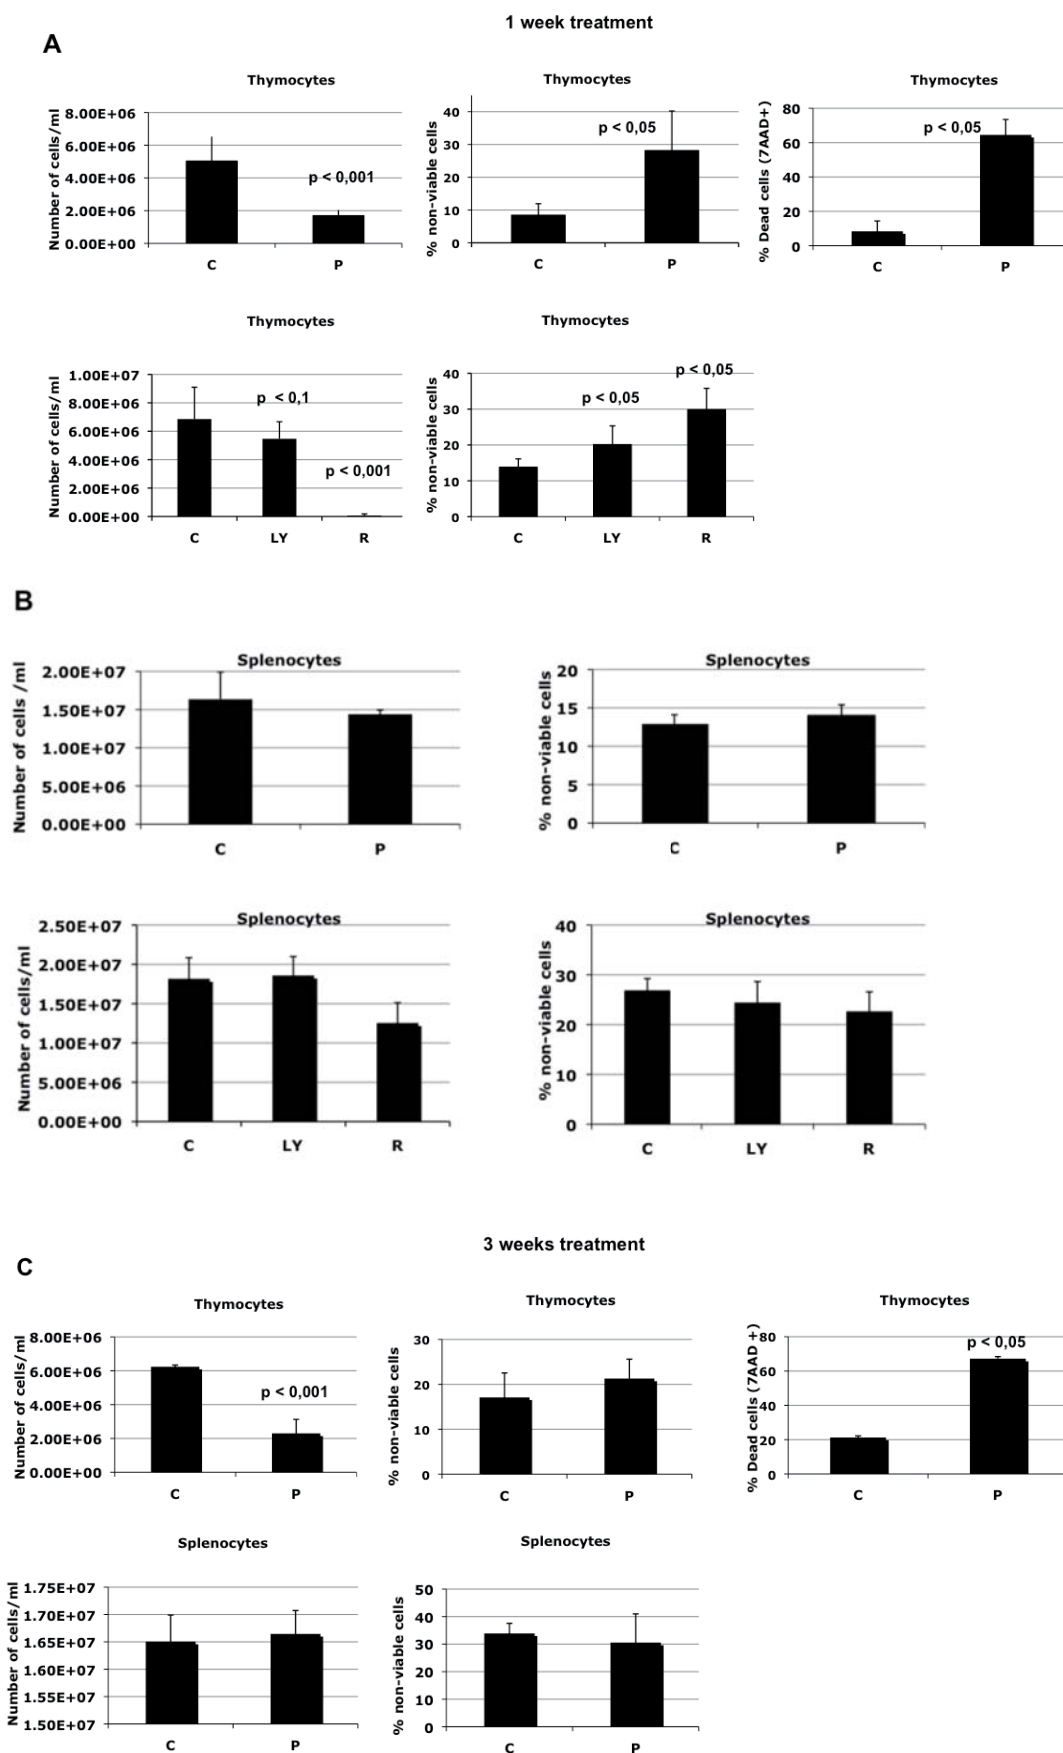 1 week treatment
A
Thymocytes
Number of cells/ml
8.00E+06
6.00E+06
4.00E+06
2.00E+06
0.00E+00
p < 0,001
C P
Thymocytes
% non-viable cells
40
30
20
10
0
p < 0,05
C P
Thymocytes
% Dead cells (7AAD+)
80
60
40
20
0
p < 0,05
C P
Thymocytes
Number of cells/ml
1.00E+07
8.00E+06
6.00E+06
4.00E+06
2.00E+06
0.00E+00
p < 0,1
p < 0,001
C LY R
Thymocytes
% non-viable cells
40
30
20
10
0
p < 0,05
p < 0,05
C LY R
B
Splenocytes
Number of cells /ml
2.00E+07
1.50E+07
1.00E+07
5.00E+06
0.00E+00
C P
Splenocytes
% non-viable cells
20
15
10
5
0
C P
Splenocytes
Number of cells/ml
2.50E+07
2.00E+07
1.50E+07
1.00E+07
5.00E+06
0.00E+00
C LY R
Splenocytes
% non-viable cells
40
30
20
10
0
C LY R
3 weeks treatment
C
Thymocytes
Number of cells/ml
8.00E+06
6.00E+06
4.00E+06
2.00E+06
0.00E+00
p < 0,001
C P
Thymocytes
% non-viable cells
30
20
10
0
C P
Thymocytes
% Dead cells (7AAD +)
80
60
40
20
0
p < 0,05
C P
Splenocytes
Number of cells/ml
1.75E+07
1.70E+07
1.65E+07
1.60E+07
1.55E+07
1.50E+07
C P
Splenocytes
% non-viable cells
50
40
30
20
10
0
C P